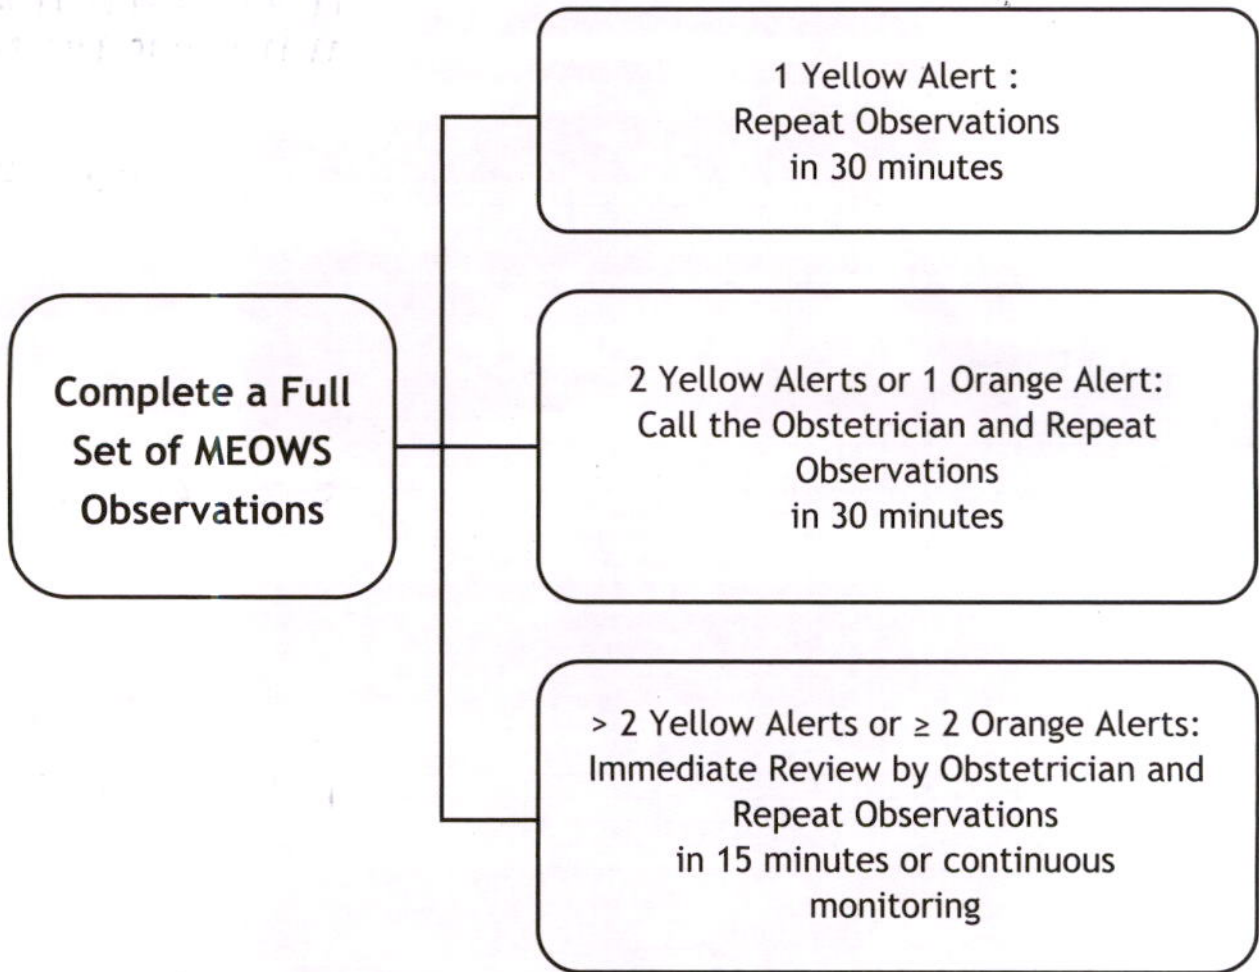 1 Yellow Alert :
Repeat Observations
in 30 minutes
Complete a Full
Set of MEOWS
Observations
2 Yellow Alerts or 1 Orange Alert:
Call the Obstetrician and Repeat
Observations
in 30 minutes
> 2 Yellow Alerts or ≥ 2 Orange Alerts:
Immediate Review by Obstetrician and
Repeat Observations
in 15 minutes or continuous
monitoring